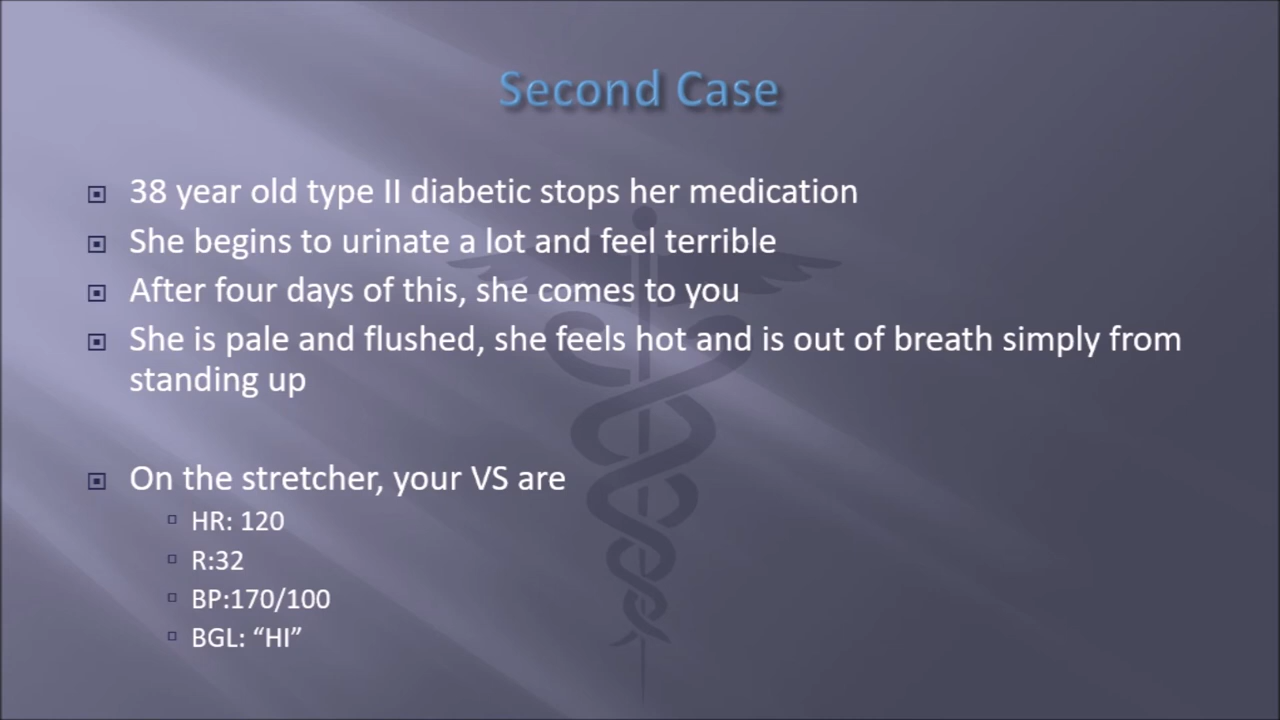 Second Case
38 year old type II diabetic stops her medication
She begins to urinate a lot and feel terrible
After four days of this, she comes to you
She is pale and flushed, she feels hot and is out of breath simply from
standing up
On the stretcher, your VS are
HR: 120
R:32
BP:170/100
BGL: “HI”